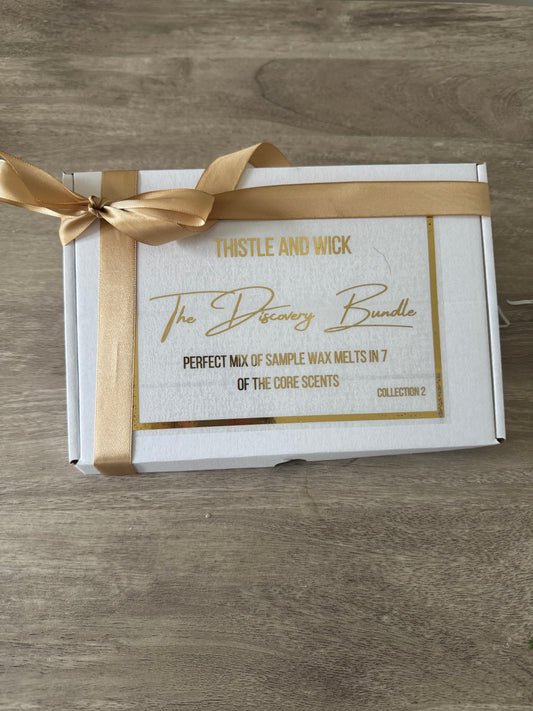 THISTLE AND WICK
The Discovery Bundle
PERFECT MIX OF SAMPLE WAX MELTS IN 7
OF THE CORE SCENTS
COLLECTION 2